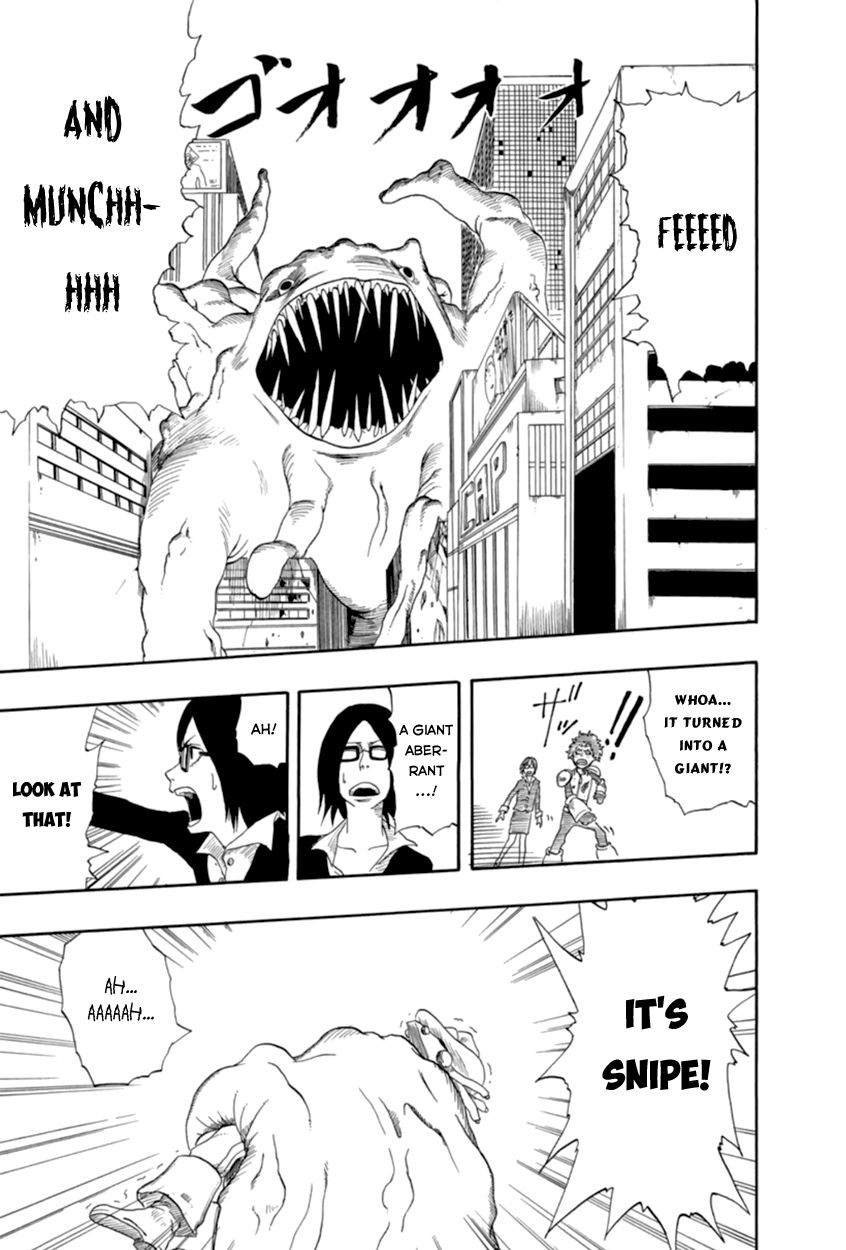 FEEEED
ゴオオオオ
AND
MUNCHH-
HHH
CAP
WHOA...
IT TURNED
INTO A
GIANT!?
ザッ!!
A GIANT
ABER-
RANT
...!
AH!
LOOK AT
THAT!
IT'S
SNIPE!
AH...
AAAAAH...